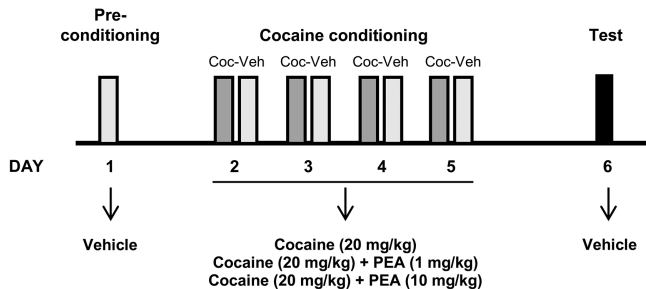 Pre-
conditioning
Cocaine conditioning
Test
Coc-Veh Coc-Veh Coc-Veh Coc-Veh
DAY 1 2 3 4 5 6
Vehicle
Cocaine (20 mg/kg)
Cocaine (20 mg/kg) + PEA (1 mg/kg)
Cocaine (20 mg/kg) + PEA (10 mg/kg)
Vehicle